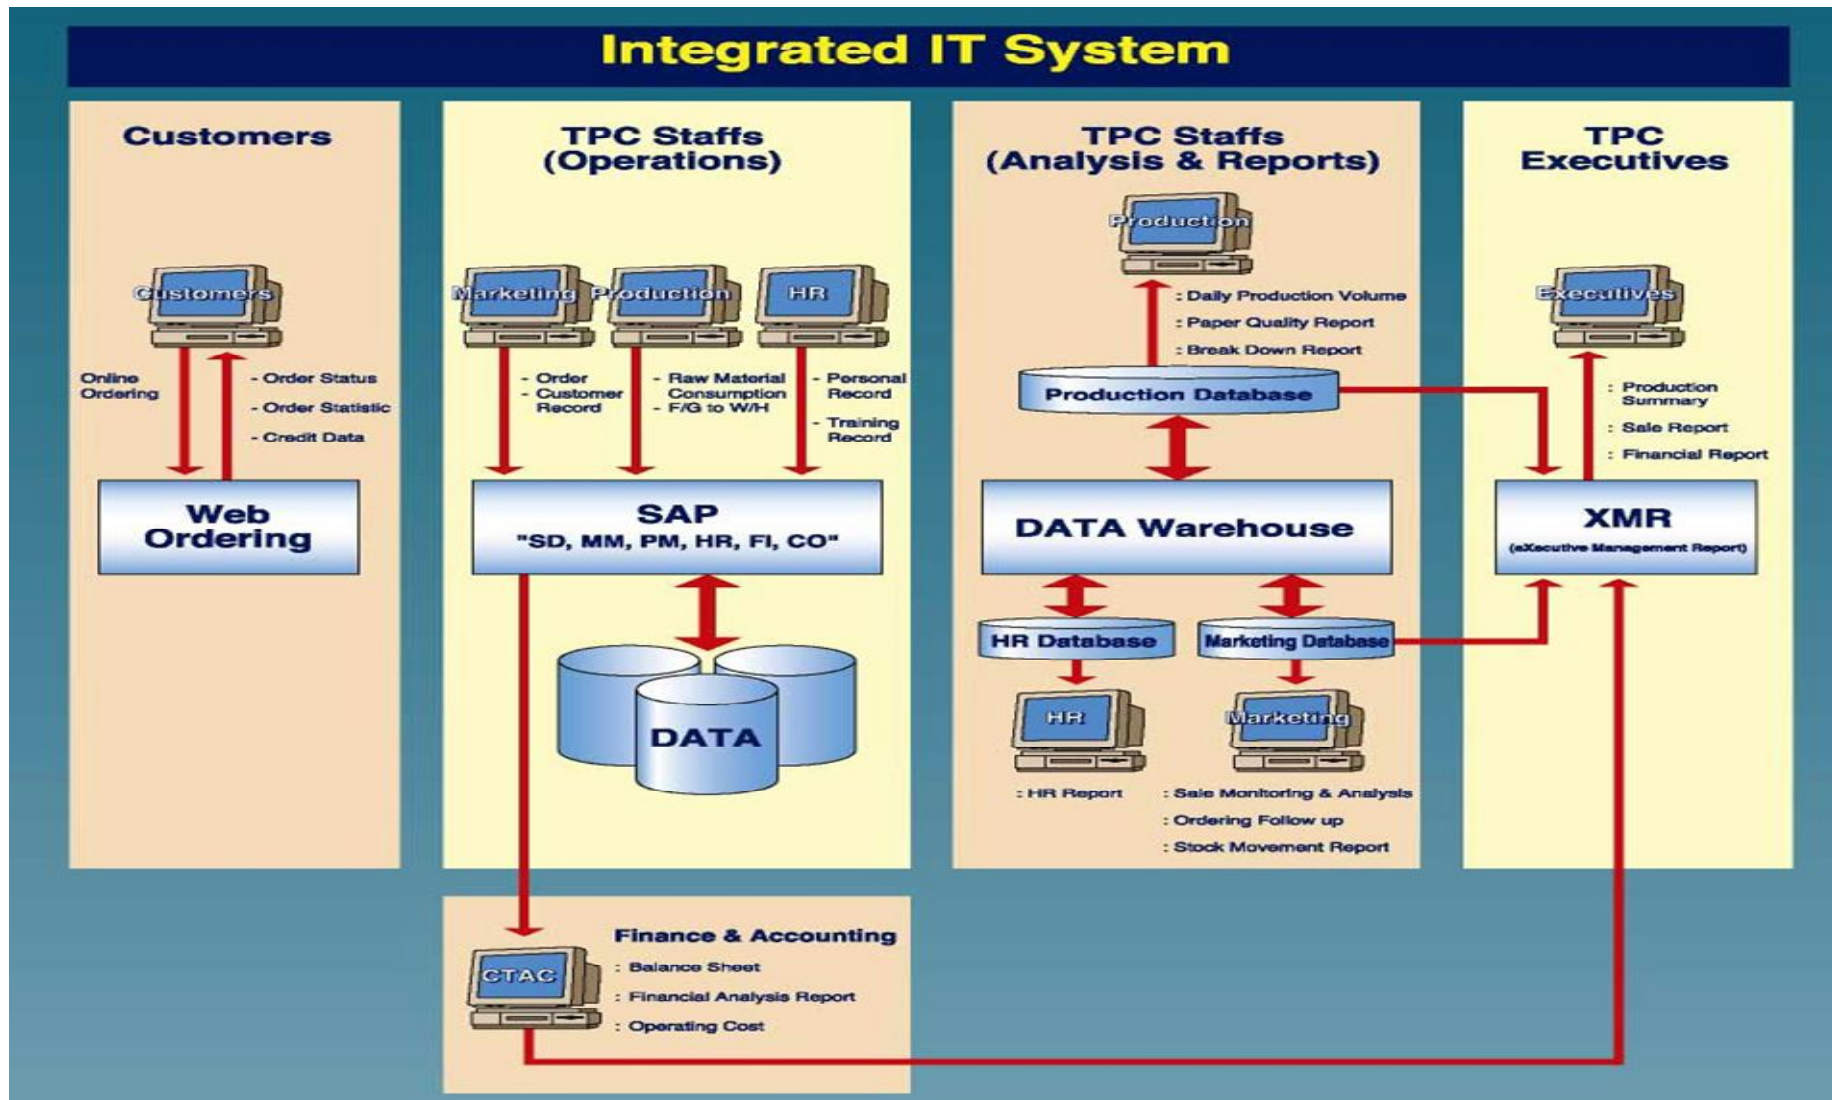 Integrated IT System
Customers
Customers
Online
Ordering
- Order Status
- Order Statistic
- Credit Data
Web
Ordering
TPC Staffs
(Operations)
Marketing
Production
HR
- Order
- Customer
Record
- Raw Material
Consumption
- F/G to W/H
- Personal
Record
- Training
Record
SAP
"SD, MM, PM, HR, FI, CO"
DATA
Finance & Accounting
CTAC
: Balance Sheet
: Financial Analysis Report
: Operating Cost
TPC Staffs
(Analysis & Reports)
Production
: Daily Production Volume
: Paper Quality Report
: Break Down Report
Production Database
DATA Warehouse
HR Database
Marketing Database
HR
Marketing
: HR Report
: Sale Monitoring & Analysis
: Ordering Follow up
: Stock Movement Report
TPC
Executives
Executives
: Production
Summary
: Sale Report
: Financial Report
XMR
(eXecutive Management Report)